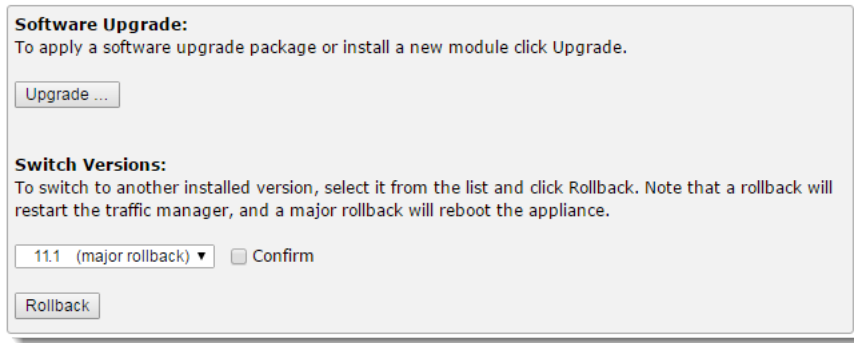 Software Upgrade:
To apply a software upgrade package or install a new module click Upgrade.
Upgrade ...
Switch Versions:
To switch to another installed version, select it from the list and click Rollback. Note that a rollback will
restart the traffic manager, and a major rollback will reboot the appliance.
11.1 (major rollback) ▼ Confirm
Rollback